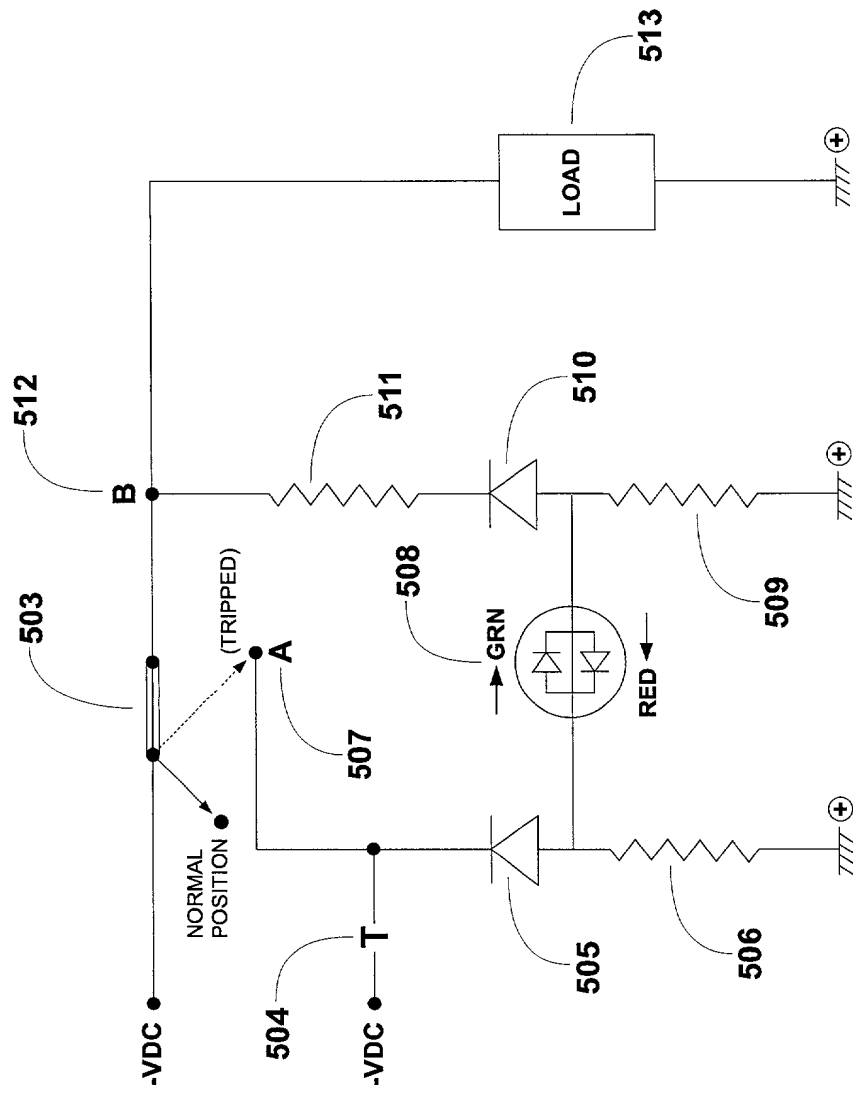 -VDC
503
B
512
NORMAL
POSITION
(TRIPPED)
A
507
-VDC
T
504
511
505
510
508
GRN
RED
506
509
LOAD
513
+
+
+